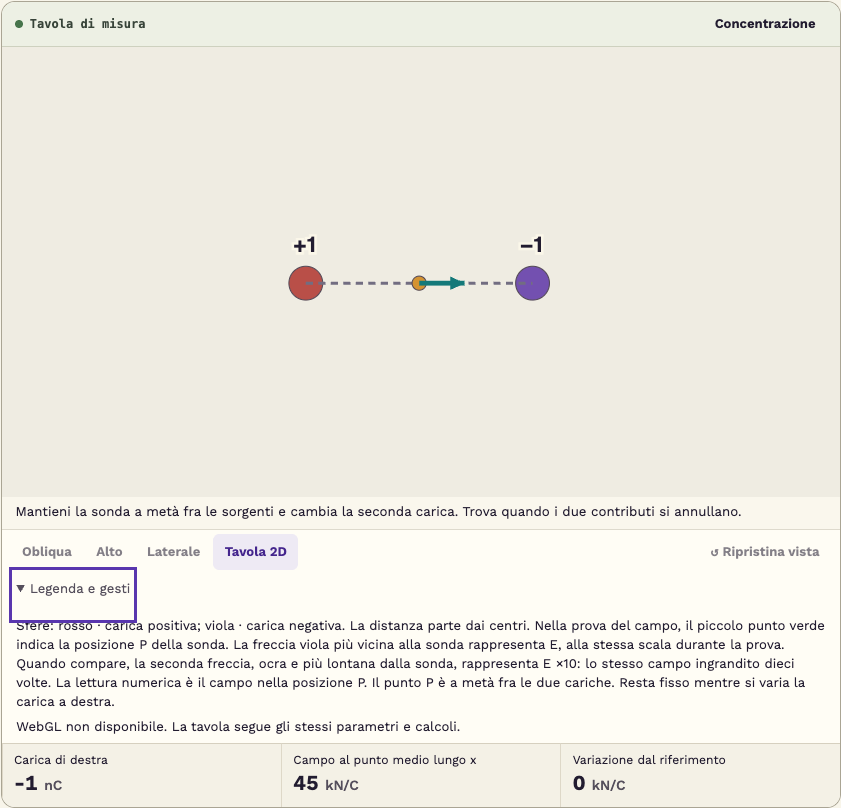 Tavola di misura
Concentrazione
+1
−1
Mantieni la sonda a metà fra le sorgenti e cambia la seconda carica. Trova quando i due contributi si annullano.
Obliqua Alto Laterale Tavola 2D ↺ Ripristina vista
▼ Legenda e gesti
Sfere: rosso · carica positiva; viola · carica negativa. La distanza parte dai centri. Nella prova del campo, il piccolo punto verde
indica la posizione P della sonda. La freccia viola più vicina alla sonda rappresenta E, alla stessa scala durante la prova.
Quando compare, la seconda freccia, ocra e più lontana dalla sonda, rappresenta E ×10: lo stesso campo ingrandito dieci
volte. La lettura numerica è il campo nella posizione P. Il punto P è a metà fra le due cariche. Resta fisso mentre si varia la
carica a destra.
WebGL non disponibile. La tavola segue gli stessi parametri e calcoli.
Carica di destra
-1 nC
Campo al punto medio lungo x
45 kN/C
Variazione dal riferimento
0 kN/C